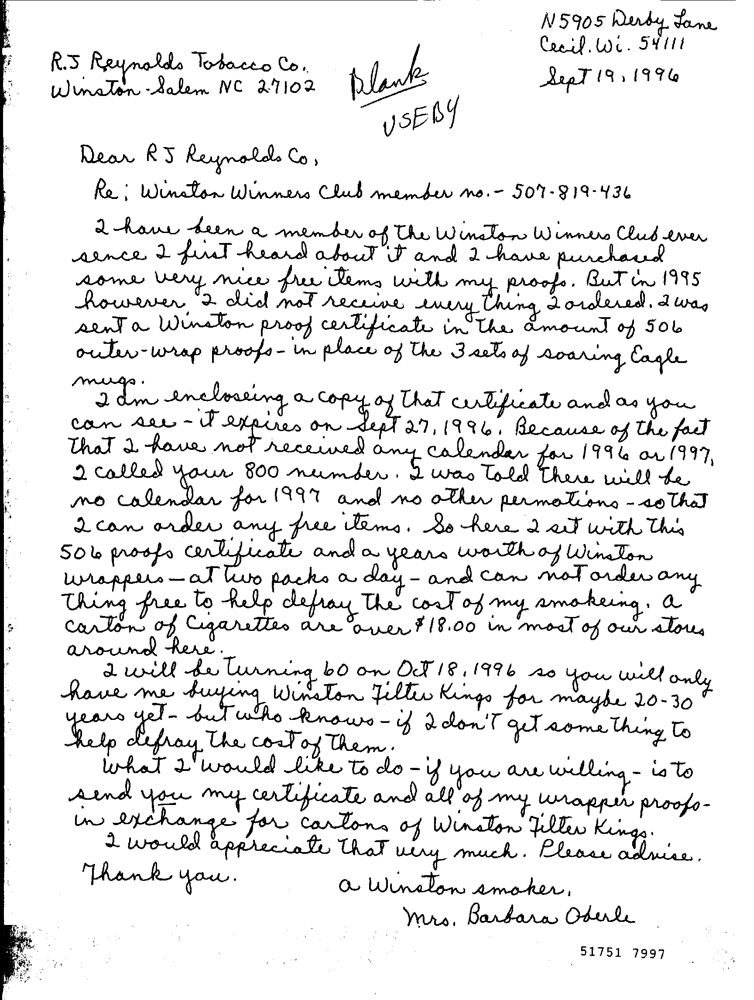 N5905 Derby Lane
Cecil. Wi. 54111
Sept 19, 1996
R.J Reynolds Tobacco Co.
Winston-Salem NC 27102
Blank
USEBY
Dear R J Reynolds Co,
Re; Winston Winners Club member no. - 507-819-436
I have been a member of the Winston Winners Club ever
sence I first heard about it and I have purchased
some very nice free items with my proofs. But in 1995
however I did not receive every thing I ordered. I was
sent a Winston proof certificate in the amount of 506
outer-wrap proofs - in place of the 3 sets of soaring Eagle
mugs.
I am encloseing a copy of that certificate and as you
can see - it expires on Sept 27, 1996. Because of the fact
that I have not received any calendar for 1996 or 1997,
I called your 800 number. I was told there will be
no calendar for 1997 and no other permotions - so that
I can order any free items. So here I sit with this
506 proofs certificate and a years worth of Winston
wrappers - at two packs a day - and can not order any
thing free to help defray the cost of my smokeing. a
carton of Cigarettes are over $18.00 in most of our stores
around here.
I will be turning 60 on Oct 18, 1996 so you will only
have me buying Winston Filter Kings for maybe 20-30
years yet - but who knows - if I don't get some thing to
help defray the cost of them.
What I would like to do - if you are willing - is to
send you my certificate and all of my wrapper proofs -
in exchange for cartons of Winston Filter Kings.
I would appreciate that very much. Please advise.
Thank you.
a Winston smoker,
Mrs. Barbara Oberle
51751 7997